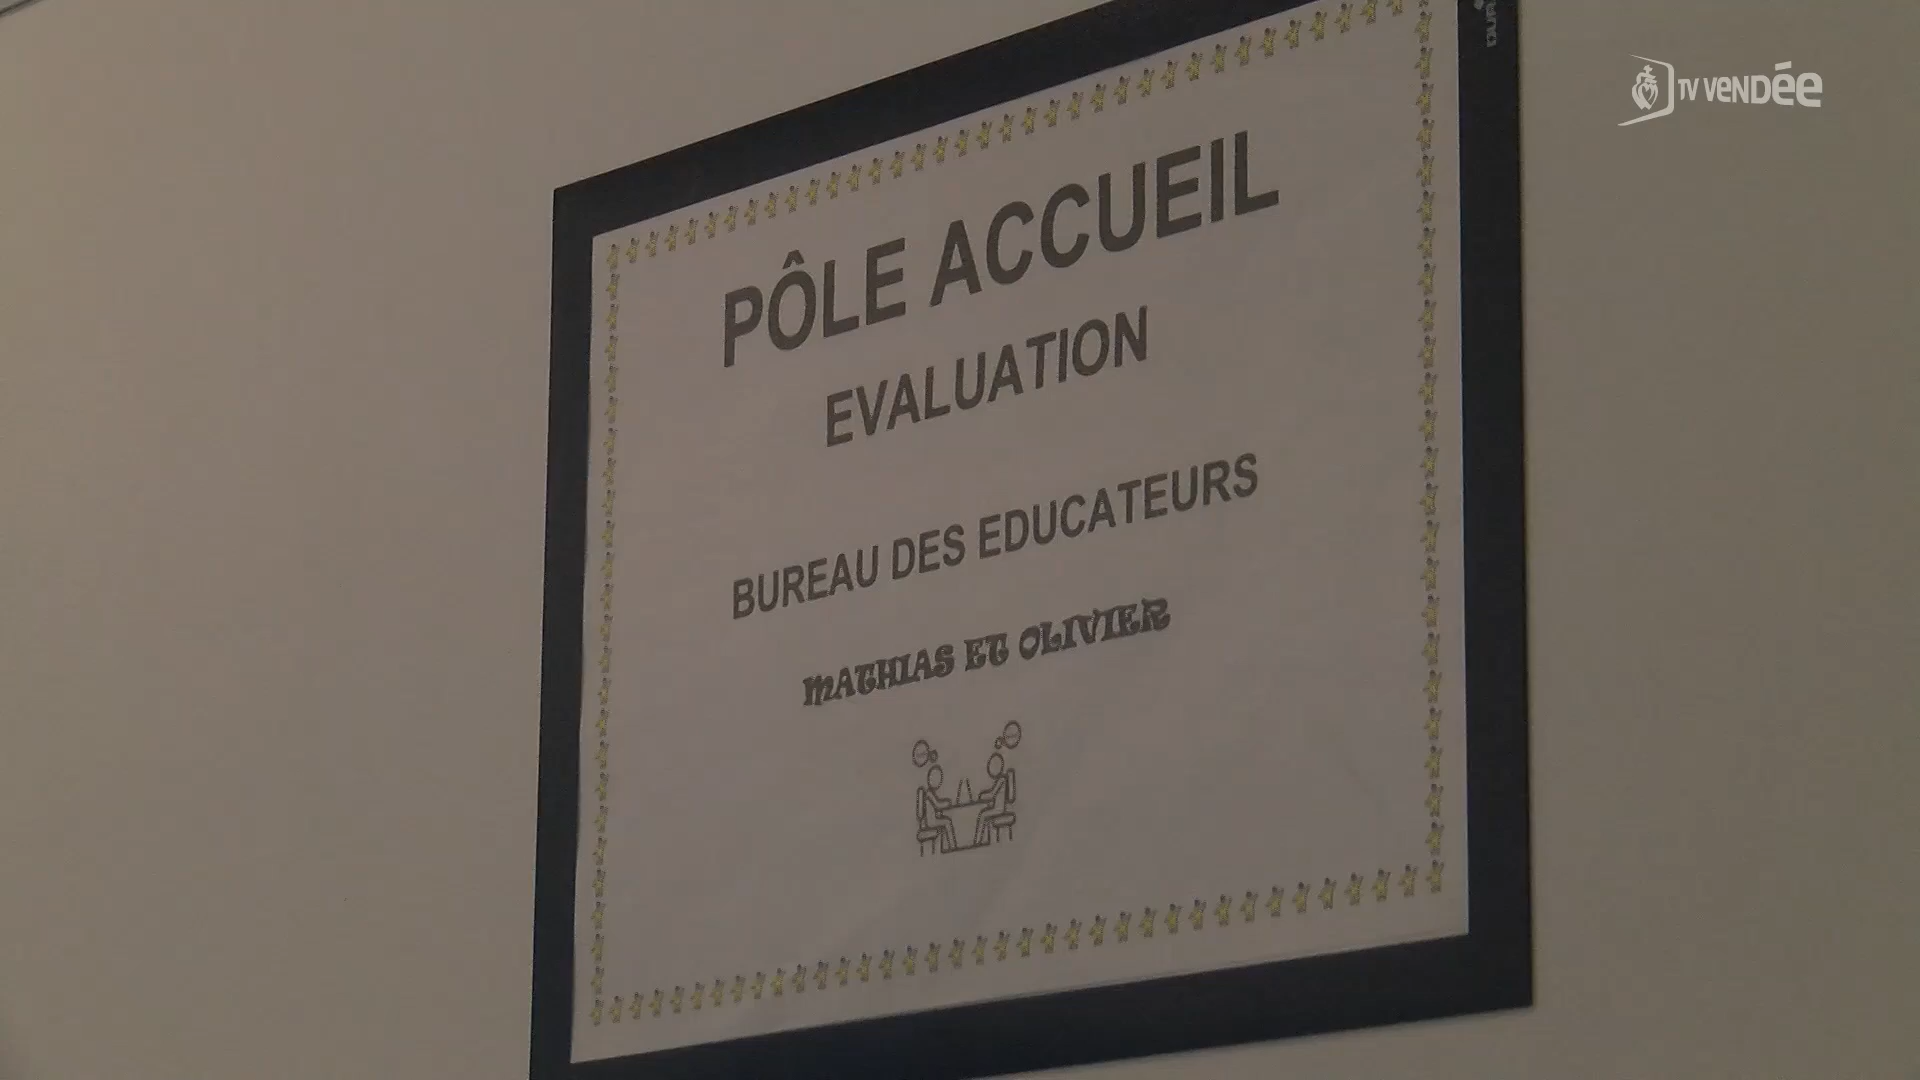 TV VENDÉE
PÔLE ACCUEIL
EVALUATION
BUREAU DES EDUCATEURS
MATHIAS ET OLIVIER